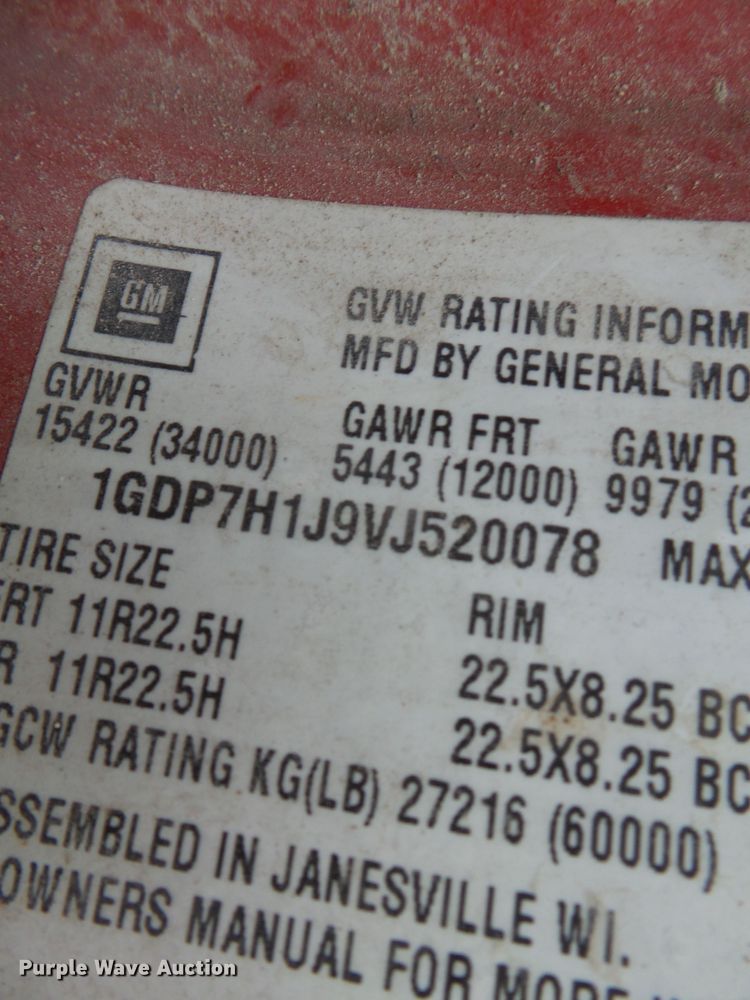 GM
GVW RATING INFORM
MFD BY GENERAL MO
GVWR GAWR FRT GAWR
15422 (34000) 5443 (12000) 9979 (2
1GDP7H1J9VJ520078 MAX
TIRE SIZE RIM
FRT 11R22.5H 22.5X8.25 BC
R 11R22.5H 22.5X8.25 BC
GCW RATING KG(LB) 27216 (60000)
SSEMBLED IN JANESVILLE WI.
OWNERS MANUAL FOR MORE
Purple Wave Auction